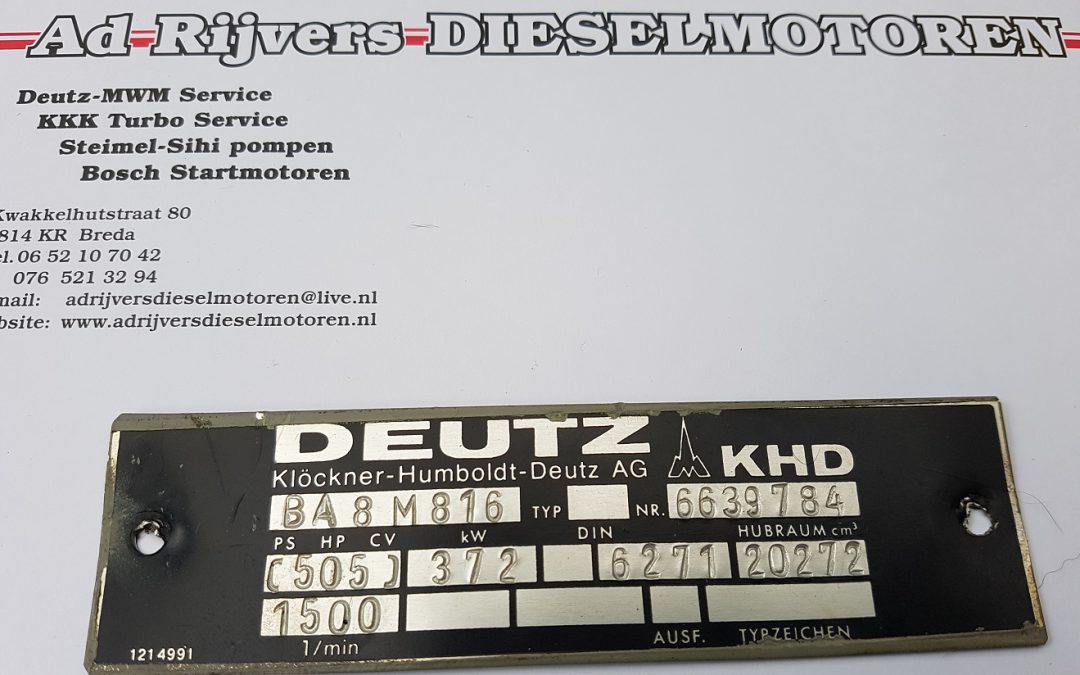 Ad Rijvers DIESELMOTOREN
Deutz-MWM Service
KKK Turbo Service
Steimel-Sihi pompen
Bosch Startmotoren
Kwakkelhutstraat 80
814 KR Breda
el. 06 52 10 70 42
076 521 32 94
mail: adrijversdieselmotoren@live.nl
bsite: www.adrijversdieselmotoren.nl
DEUTZ KHD
Klöckner-Humboldt-Deutz AG
BA8M816 TYP NR. 6639784
PS HP CV kW DIN HUBRAUM cm³
(505) 372 6271 20272
1500
1/min AUSF. TYPZEICHEN
1214991